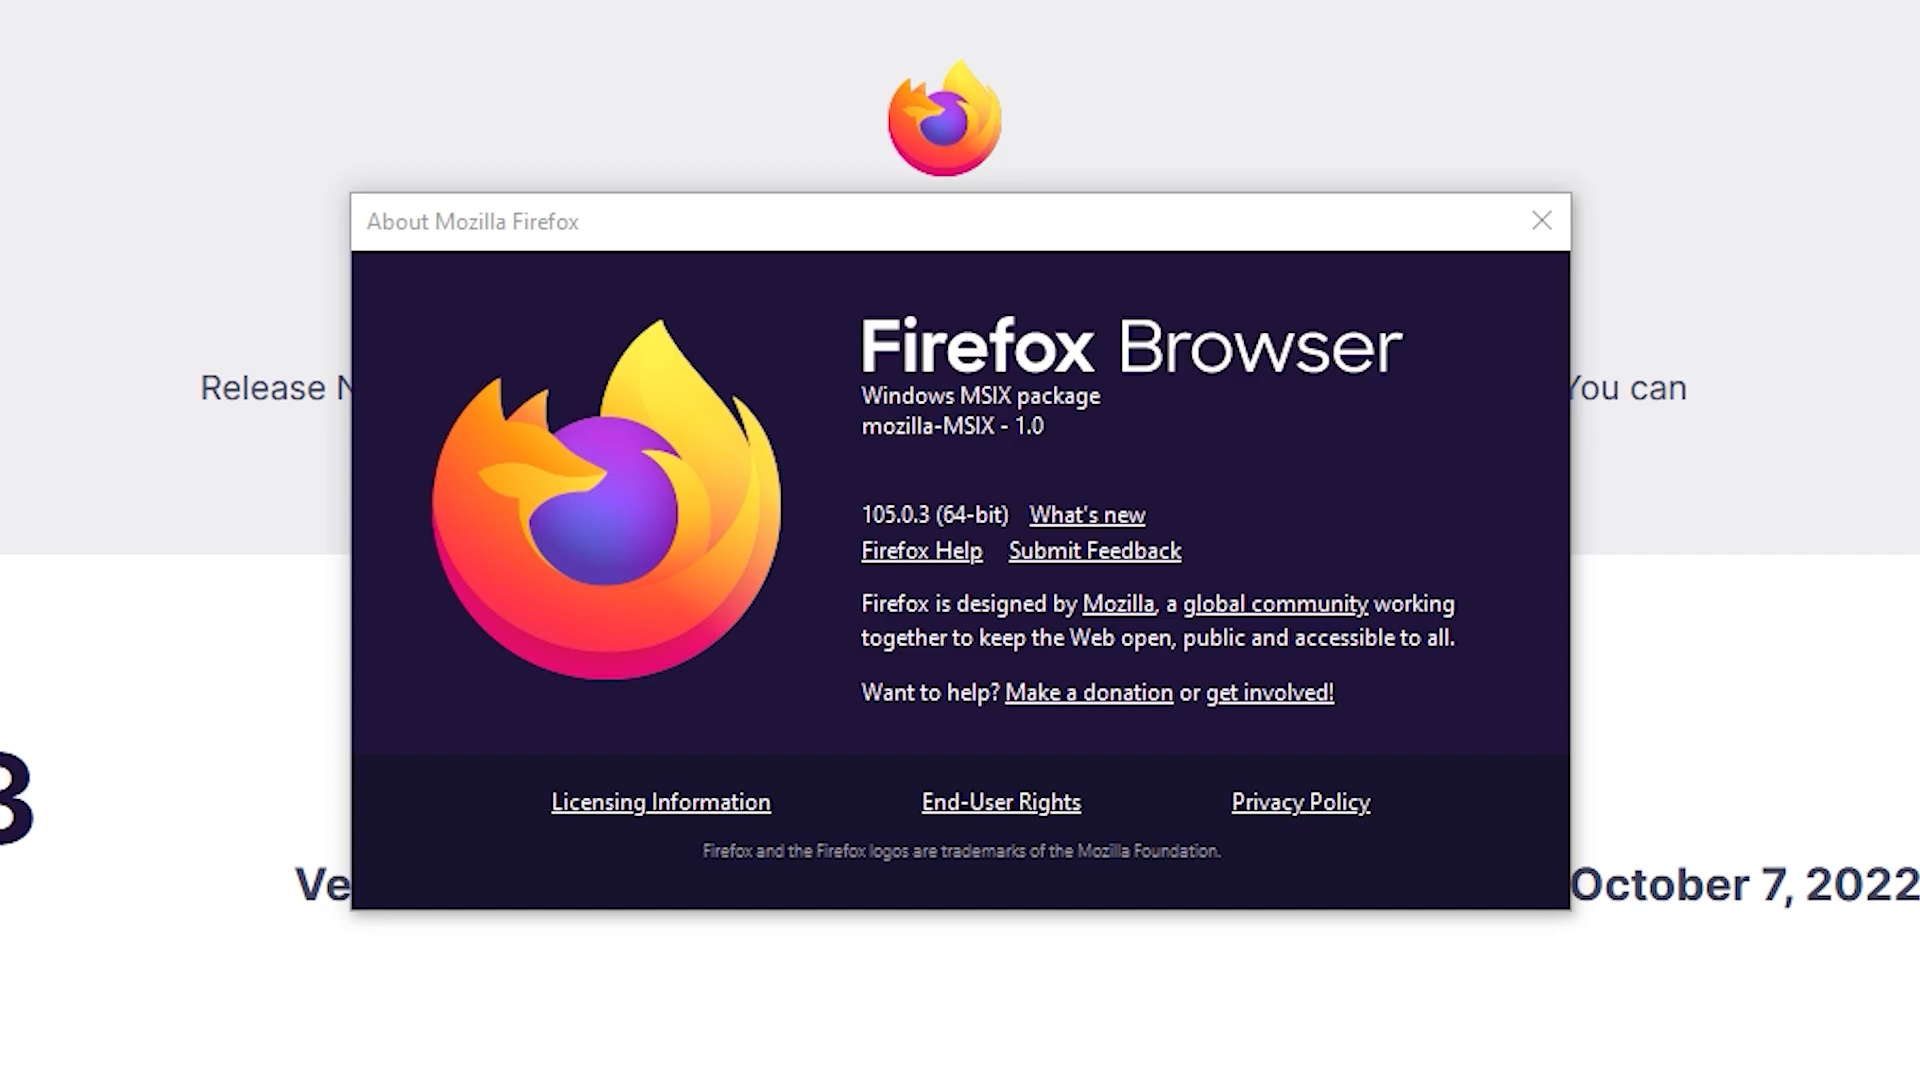 About Mozilla Firefox
Firefox Browser
Release
You can
Windows MSIX package
mozilla-MSIX - 1.0
105.0.3 (64-bit) What's new
Firefox Help Submit Feedback
Firefox is designed by Mozilla, a global community working
together to keep the Web open, public and accessible to all.
Want to help? Make a donation or get involved!
3
Licensing Information End-User Rights Privacy Policy
Firefox and the Firefox logos are trademarks of the Mozilla Foundation.
October 7, 2022